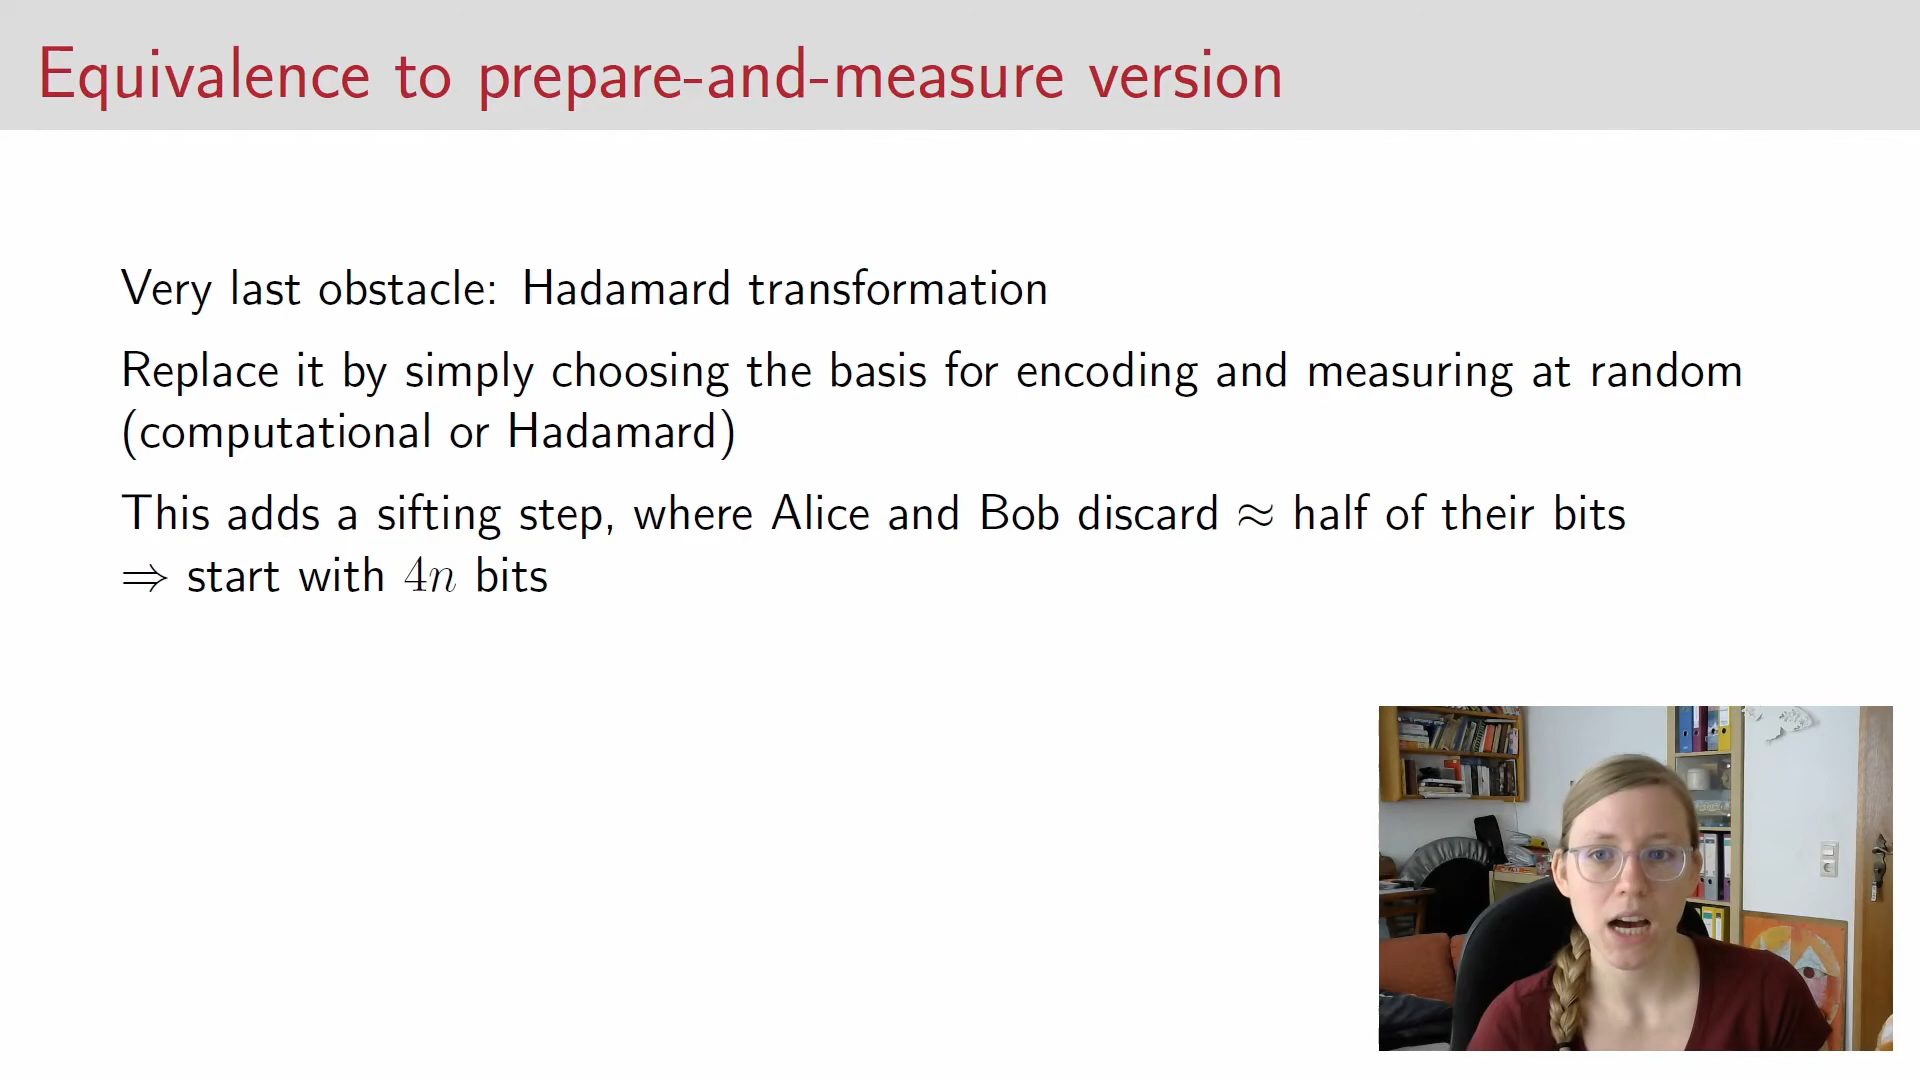 Equivalence to prepare-and-measure version
Very last obstacle: Hadamard transformation
Replace it by simply choosing the basis for encoding and measuring at random
(computational or Hadamard)
This adds a sifting step, where Alice and Bob discard ≈ half of their bits
⇒ start with 4n bits